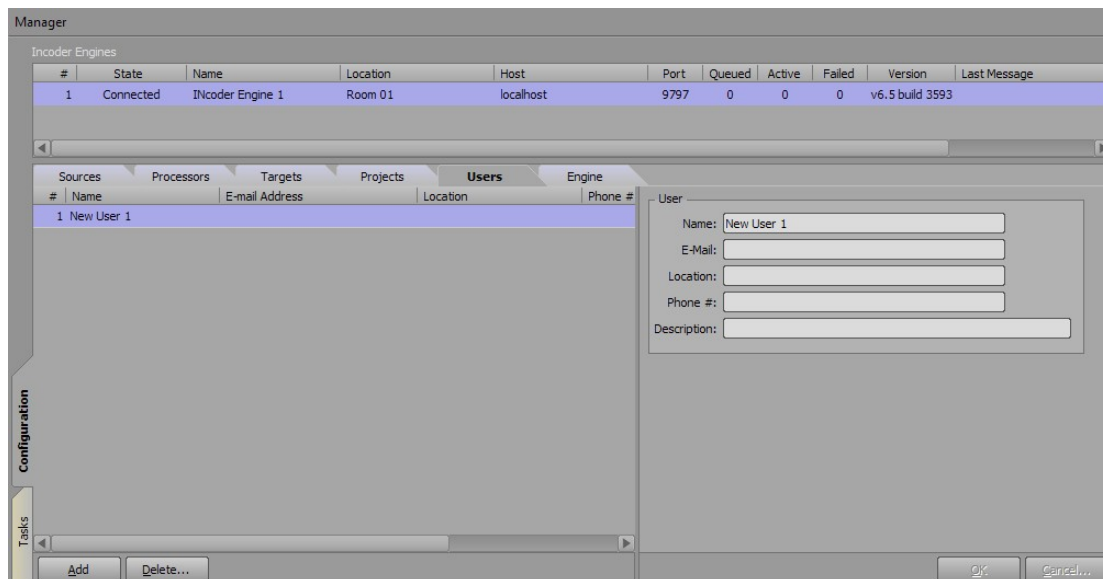 Manager
Incoder Engines
# State Name Location Host Port Queued Active Failed Version Last Message
1 Connected INcoder Engine 1 Room 01 localhost 9797 0 0 0 v6.5 build 3593
Sources Processors Targets Projects Users Engine
# Name E-mail Address Location Phone #
1 New User 1
User
Name: New User 1
E-Mail:
Location:
Phone #:
Description:
Configuration
Tasks
Add Delete... OK Cancel...